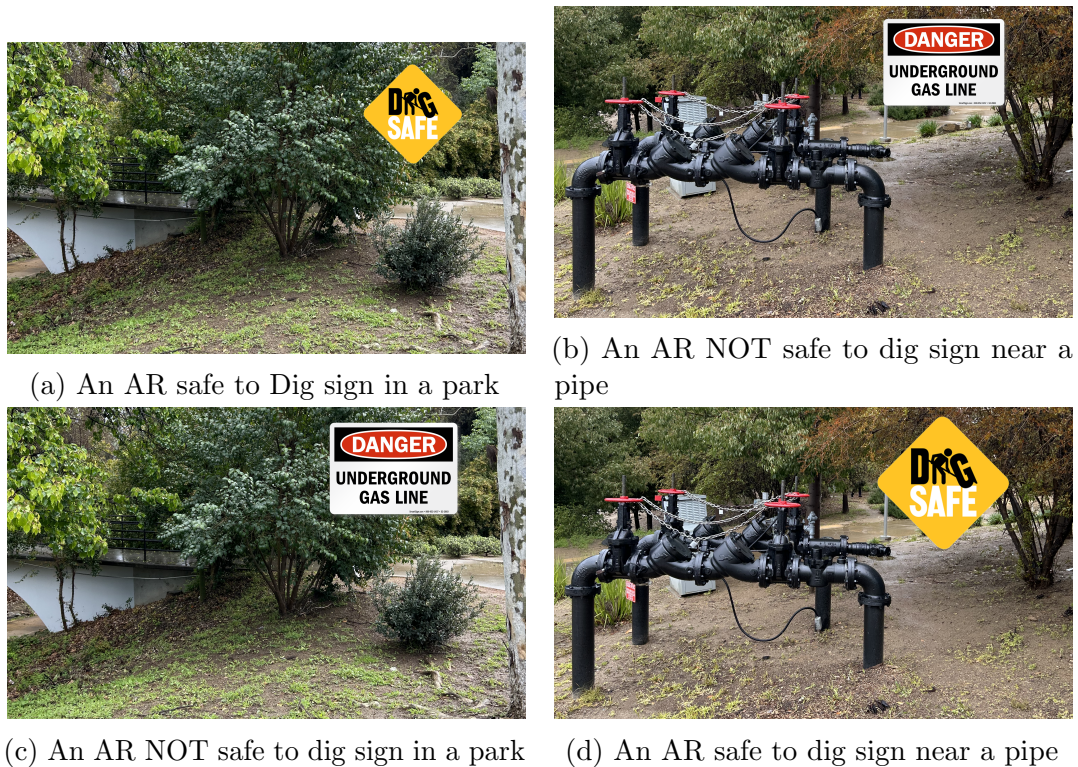 DIG
SAFE
(a) An AR safe to Dig sign in a park
DANGER
UNDERGROUND
GAS LINE
(b) An AR NOT safe to dig sign near a
pipe
DANGER
UNDERGROUND
GAS LINE
(c) An AR NOT safe to dig sign in a park
DIG
SAFE
(d) An AR safe to dig sign near a pipe